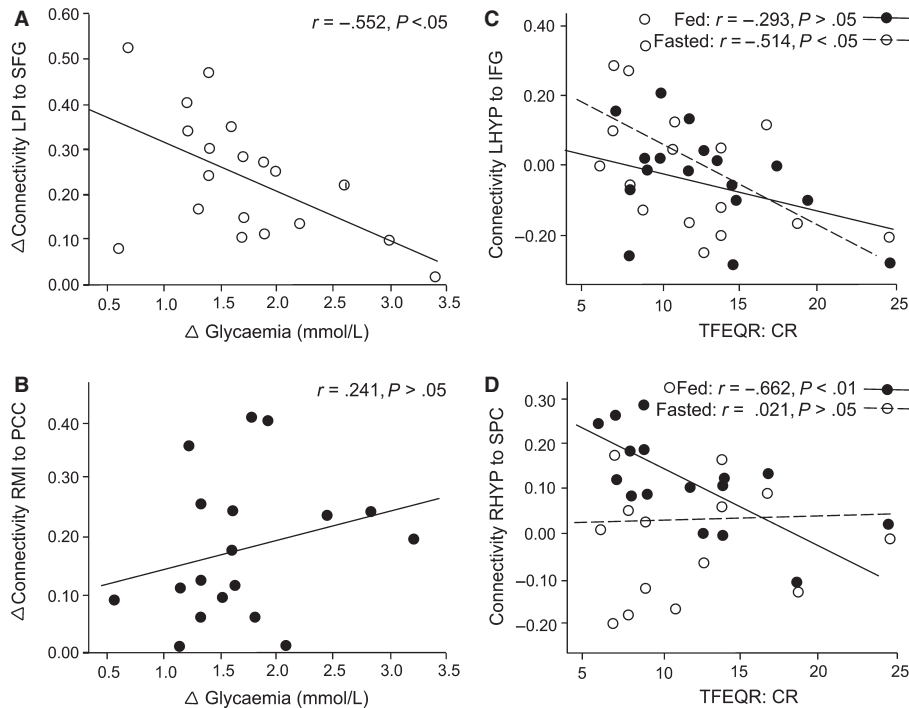 A
r = –.552, P <.05
0.60
0.50
0.40
0.30
0.20
0.10
0.00
△Connectivity LPI to SFG
0.5 1.0 1.5 2.0 2.5 3.0 3.5
△ Glycaemia (mmol/L)
C
Fed: r = –.293, P > .05
Fasted: r = –.514, P < .05
0.40
0.20
0.00
–0.20
Connectivity LHYP to IFG
5 10 15 20 25
TFEQR: CR
B
r = .241, P > .05
0.40
0.30
0.20
0.10
0.00
△Connectivity RMI to PCC
0.5 1.0 1.5 2.0 2.5 3.0 3.5
△ Glycaemia (mmol/L)
D
Fed: r = –.662, P < .01
Fasted: r = .021, P > .05
0.30
0.20
0.10
0.00
–0.10
–0.20
Connectivity RHYP to SPC
5 10 15 20 25
TFEQR: CR